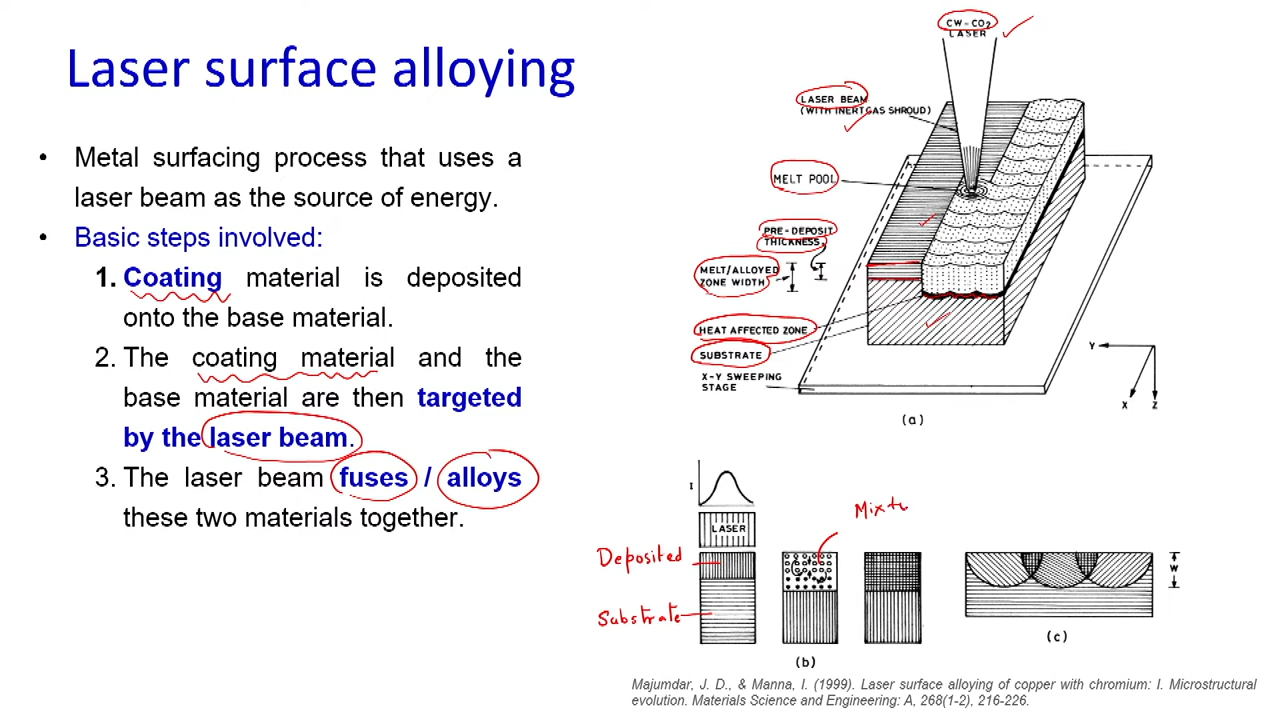 Laser surface alloying
• Metal surfacing process that uses a
laser beam as the source of energy.
• Basic steps involved:
1. Coating material is deposited
onto the base material.
2. The coating material and the
base material are then targeted
by the laser beam.
3. The laser beam fuses / alloys
these two materials together.
CW-CO2
LASER
LASER BEAM
(WITH INERTGAS SHROUD)
MELT POOL
PRE-DEPOSIT
THICKNESS
MELT/ALLOYED
ZONE WIDTH
HEAT AFFECTED ZONE
SUBSTRATE
X-Y SWEEPING
STAGE
Y
X
Z
(a)
I
LASER
Deposited
Substrate
Mixtu
W
(b)
(c)
Majumdar, J. D., & Manna, I. (1999). Laser surface alloying of copper with chromium: I. Microstructural
evolution. Materials Science and Engineering: A, 268(1-2), 216-226.